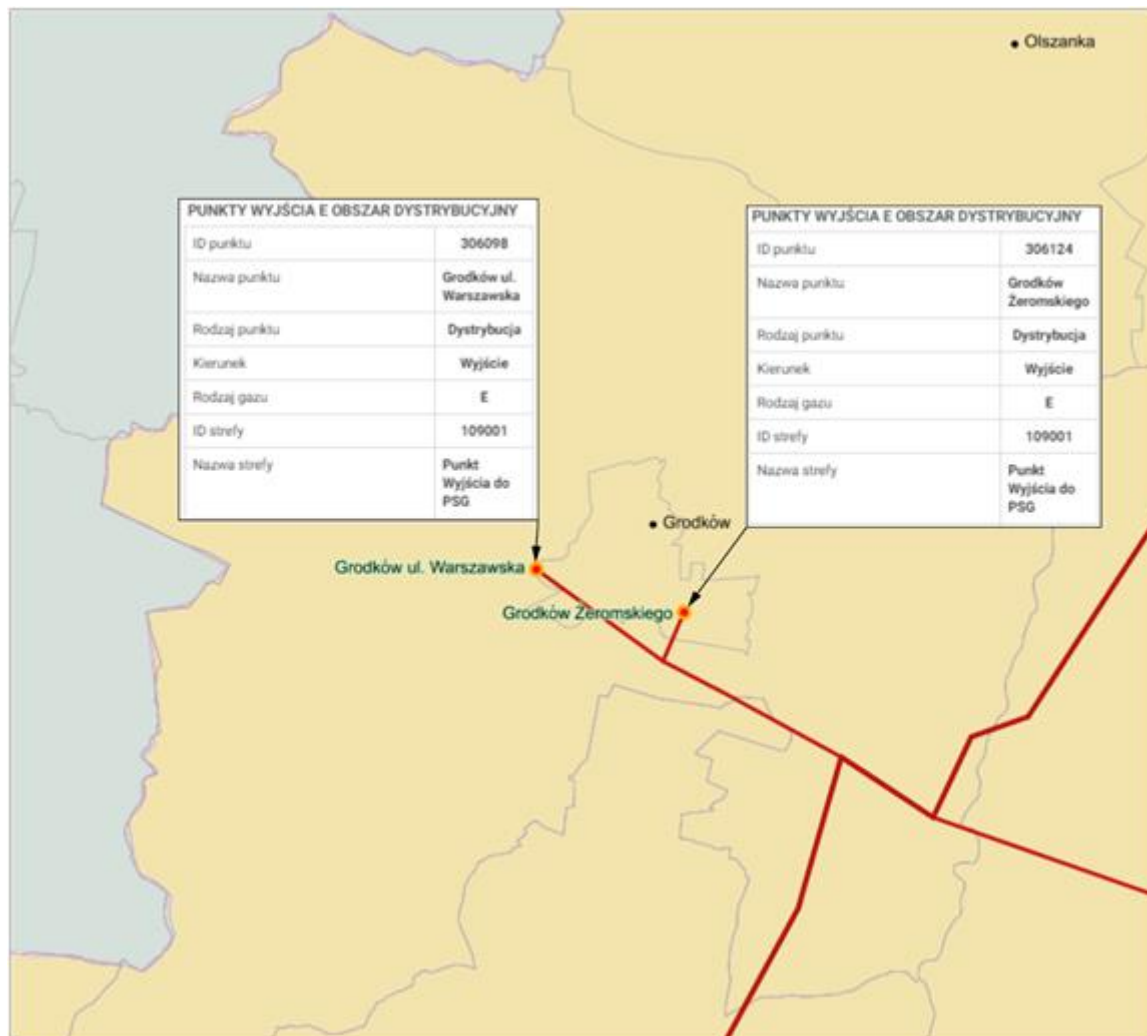 Olszanka
PUNKTY WYJŚCIA E OBSZAR DYSTRYBUCYJNY
ID punktu 306098
Nazwa punktu Grodków ul.
Warszawska
Rodzaj punktu Dystrybucja
Kierunek Wyjście
Rodzaj gazu E
ID strefy 109001
Nazwa strefy Punkt
Wyjścia do
PSG
PUNKTY WYJŚCIA E OBSZAR DYSTRYBUCYJNY
ID punktu 306124
Nazwa punktu Grodków
Żeromskiego
Rodzaj punktu Dystrybucja
Kierunek Wyjście
Rodzaj gazu E
ID strefy 109001
Nazwa strefy Punkt
Wyjścia do
PSG
Grodków
Grodków ul. Warszawska
Grodków Żeromskiego